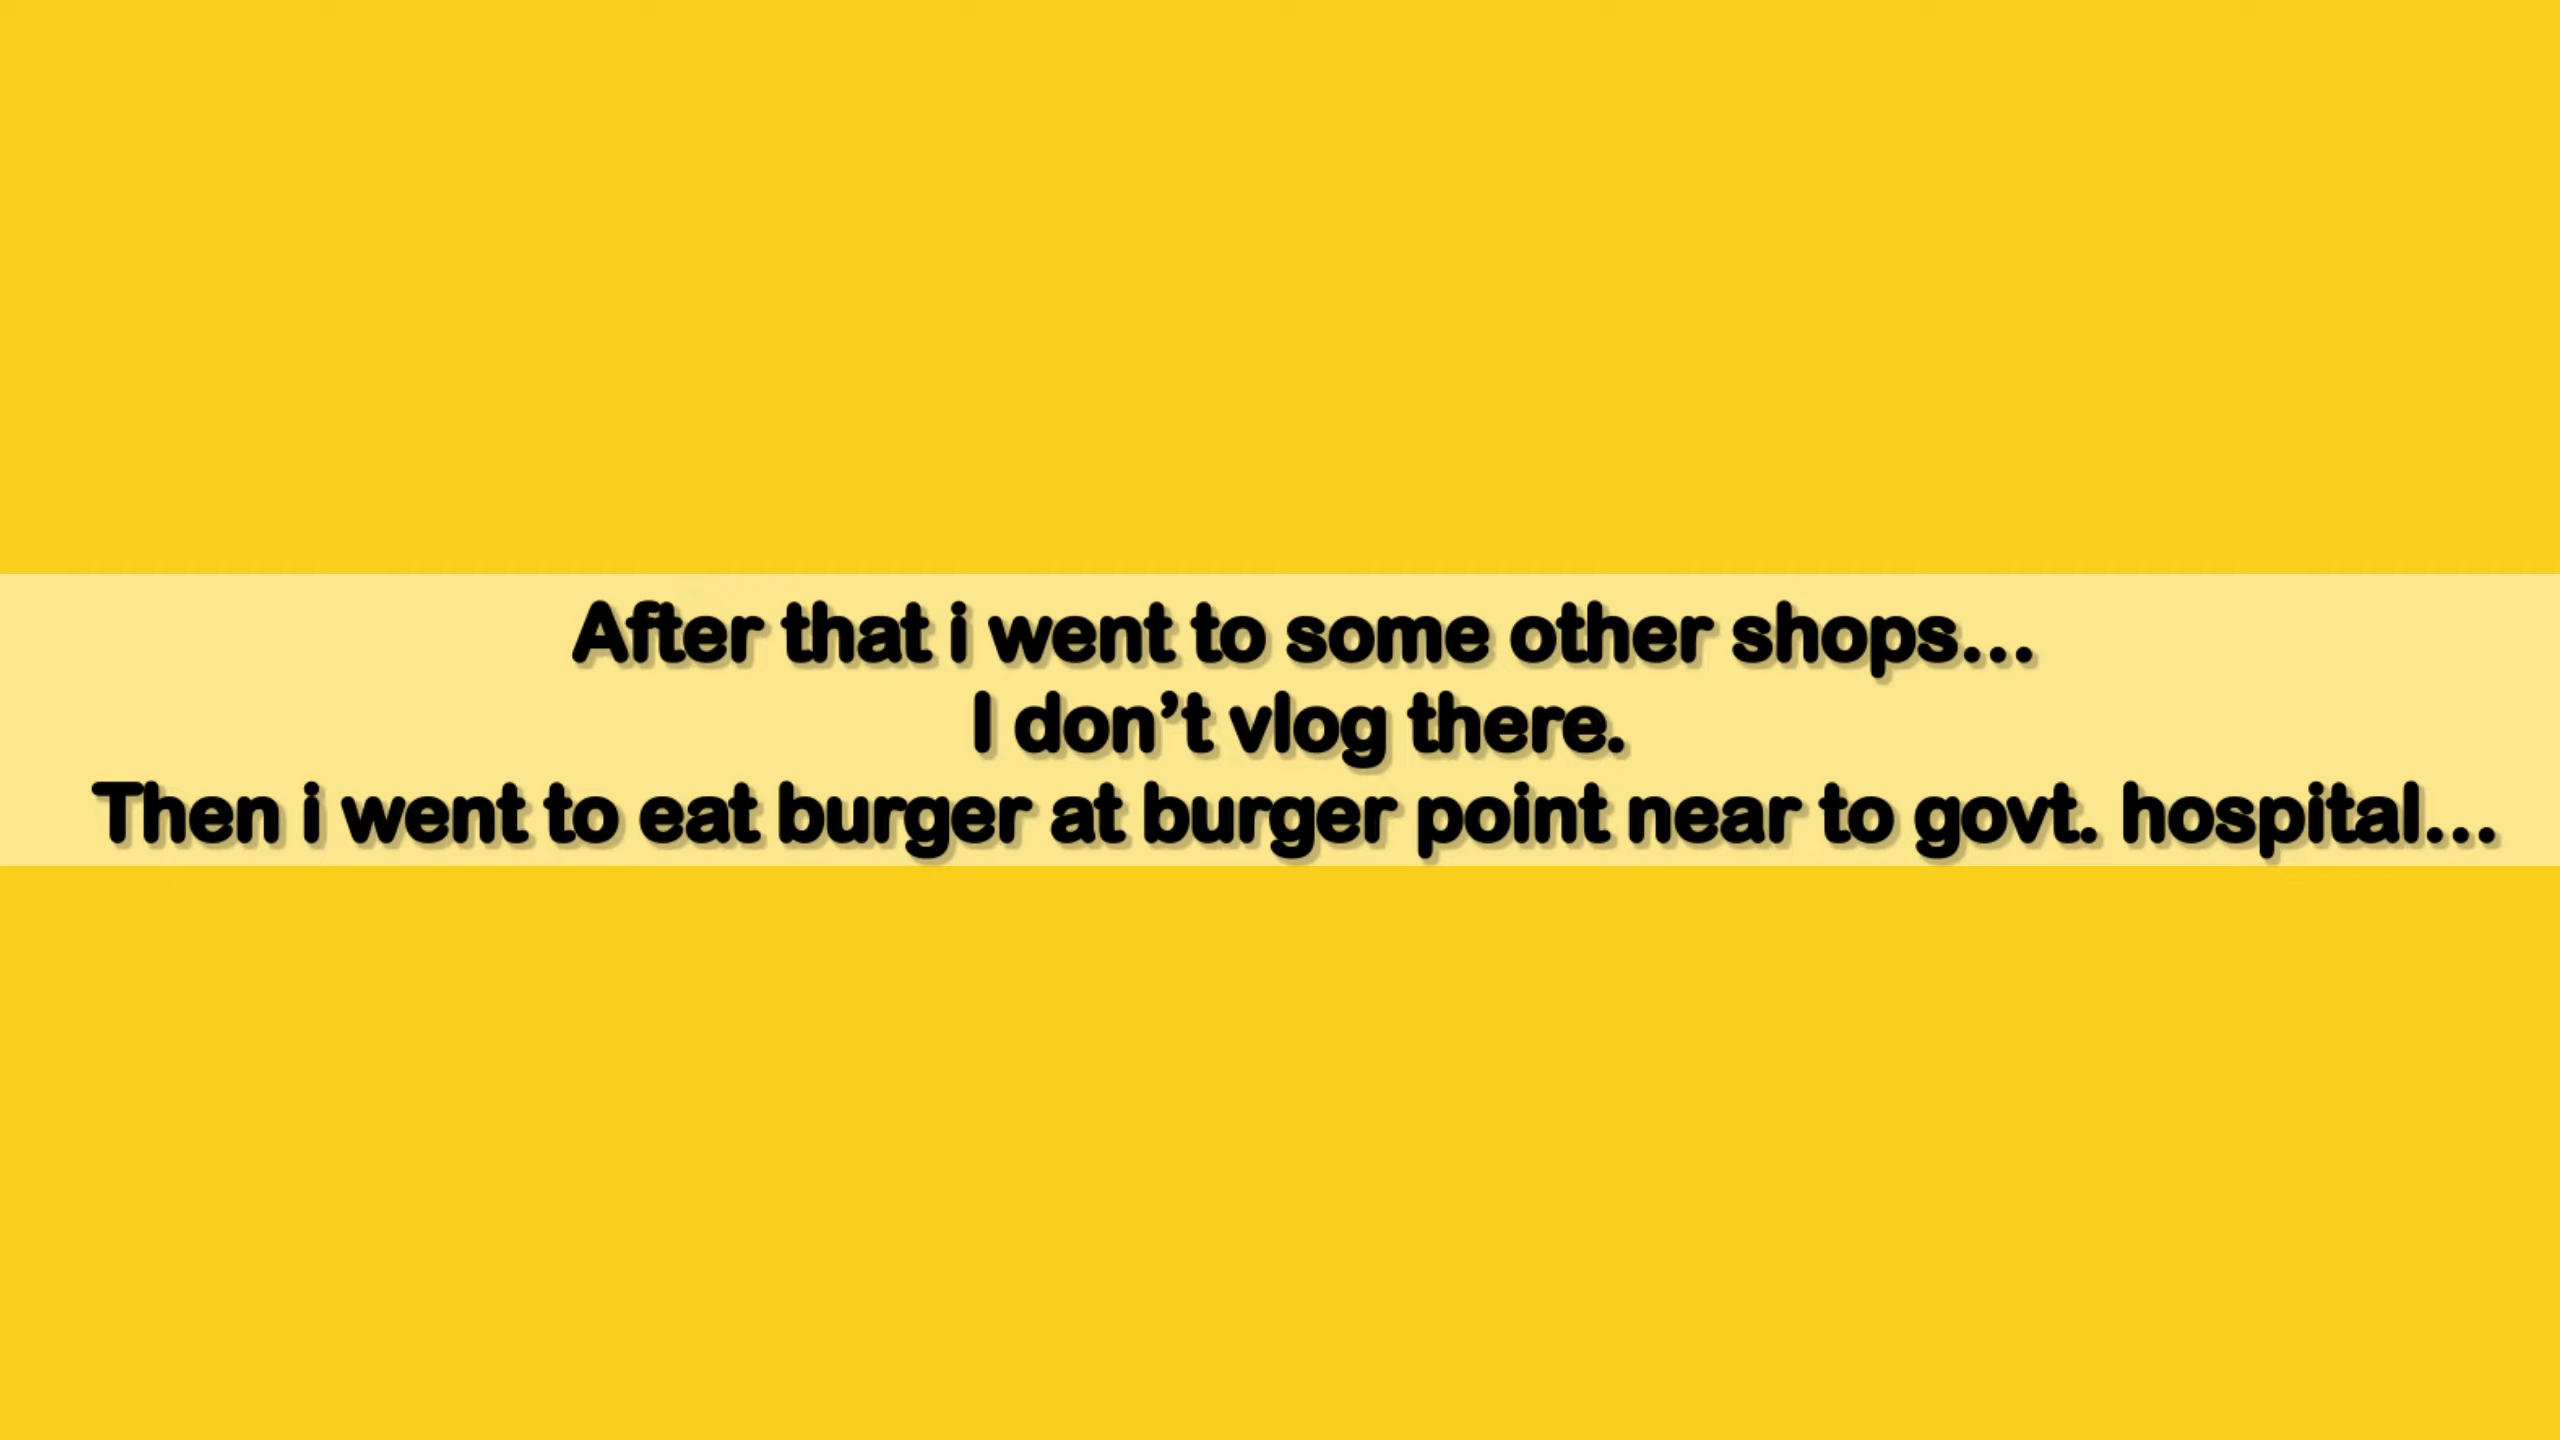 After that i went to some other shops...
I don’t vlog there.
Then i went to eat burger at burger point near to govt. hospital...